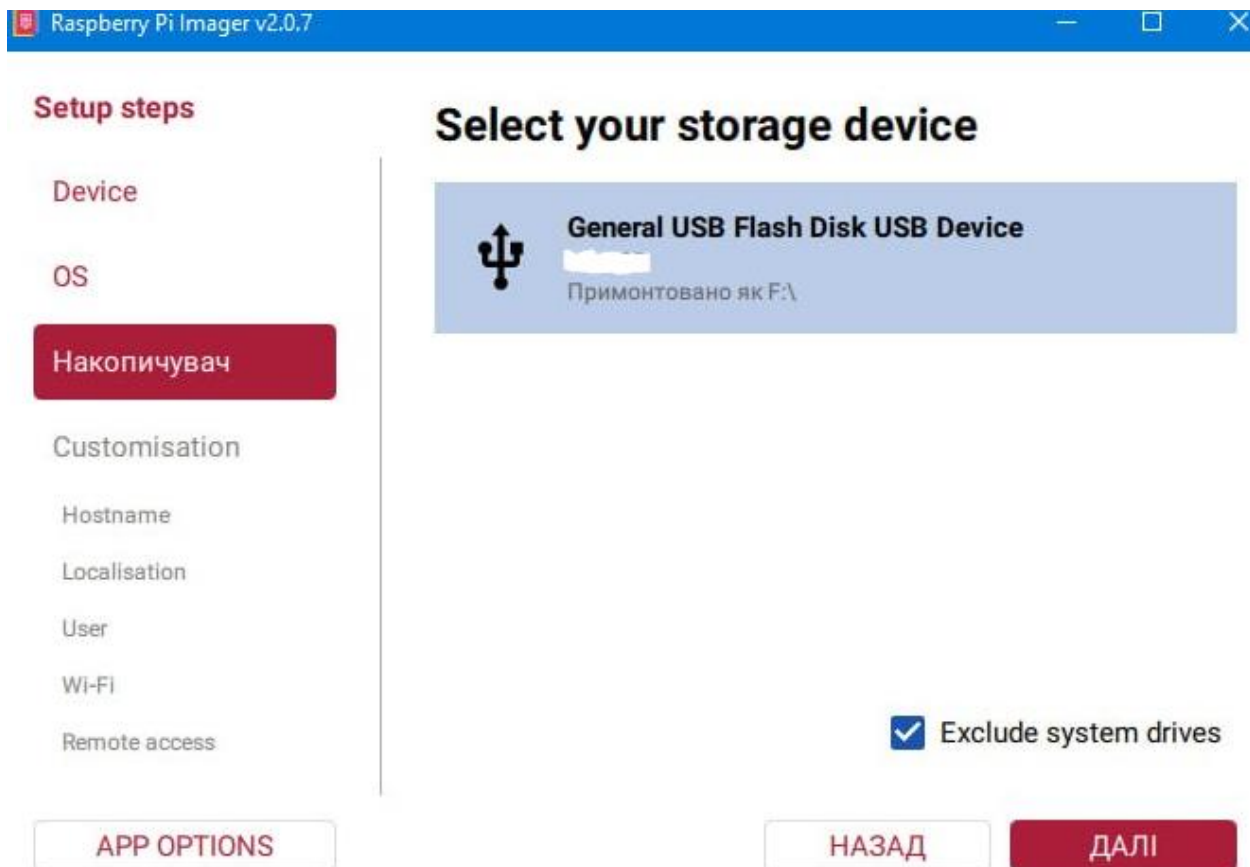 Raspberry Pi Imager v2.0.7
Setup steps
Device
OS
Накопичувач
Customisation
Hostname
Localisation
User
Wi-Fi
Remote access
APP OPTIONS
Select your storage device
General USB Flash Disk USB Device
Примонтовано як F:\
Exclude system drives
НАЗАД
ДАЛІ